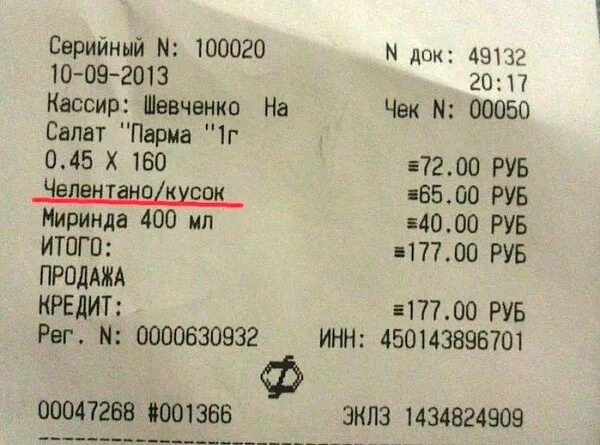 Серийный N: 100020 N док: 49132
10-09-2013 20:17
Кассир: Шевченко На Чек N: 00050
Салат "Парма "1г
0.45 X 160 ≡72.00 РУБ
Челентано/кусок ≡65.00 РУБ
Миринда 400 мл ≡40.00 РУБ
ИТОГО: ≡177.00 РУБ
ПРОДАЖА
КРЕДИТ: ≡177.00 РУБ
Рег. N: 0000630932 ИНН: 450143896701
00047268 #001366 ЭКЛЗ 1434824909